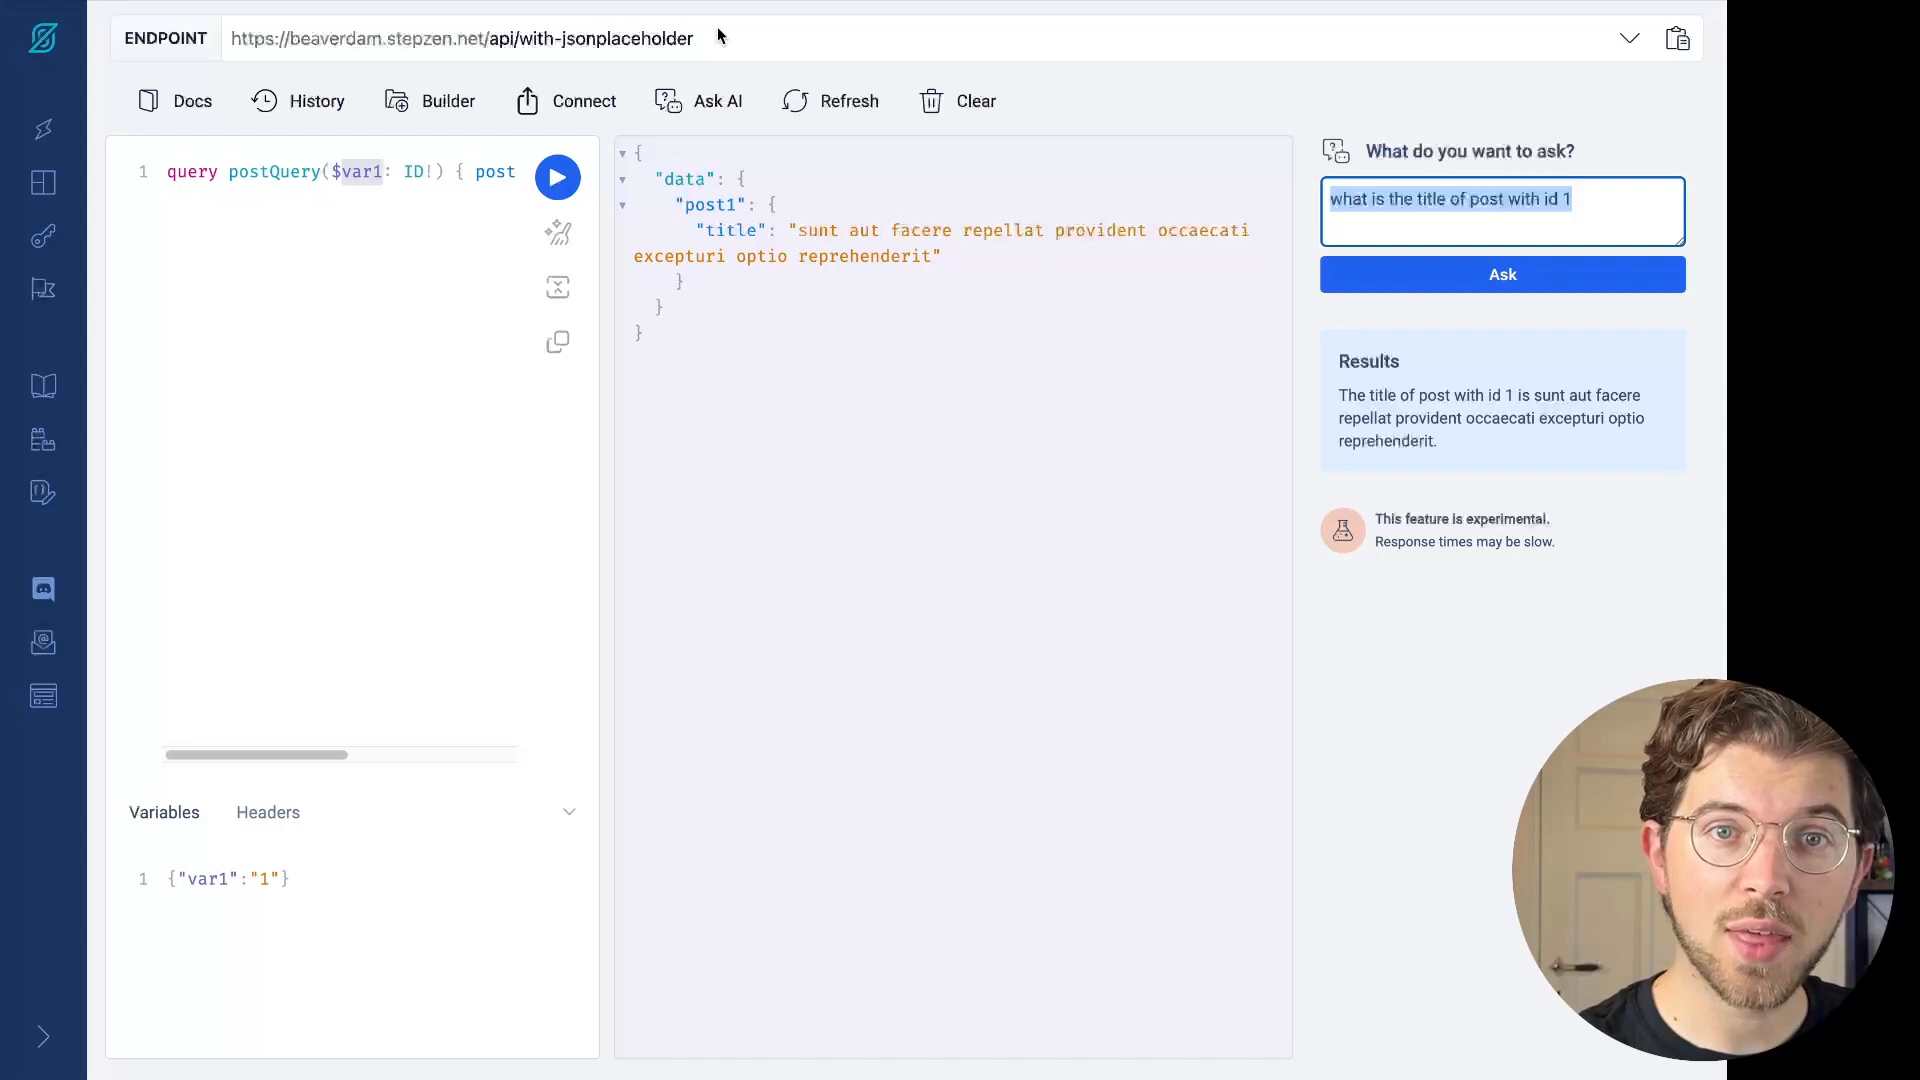 ENDPOINT https://beaverdam.stepzen.net/api/with-jsonplaceholder
Docs History Builder Connect Ask AI Refresh Clear
1 query postQuery($var1: ID!) { post
Variables Headers
1 {"var1":"1"}
{
"data": {
"post1": {
"title": "sunt aut facere repellat provident occaecati
excepturi optio reprehenderit"
}
}
}
What do you want to ask?
what is the title of post with id 1
Ask
Results
The title of post with id 1 is sunt aut facere
repellat provident occaecati excepturi optio
reprehenderit.
This feature is experimental.
Response times may be slow.